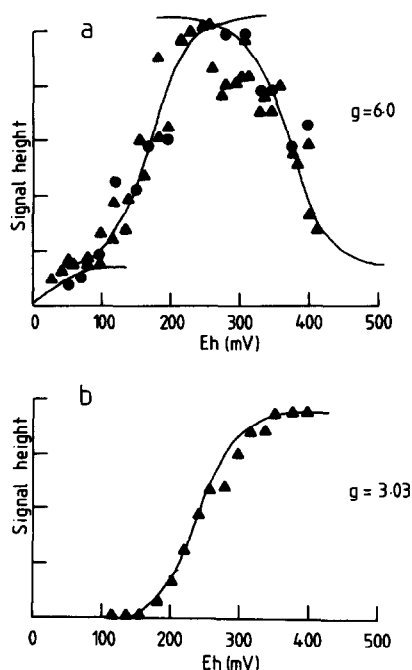 a
Signal height
g=6·0
0 100 200 300 400 500
Eh (mV)
b
Signal height
g = 3.03
0 100 200 300 400 500
Eh (mV)